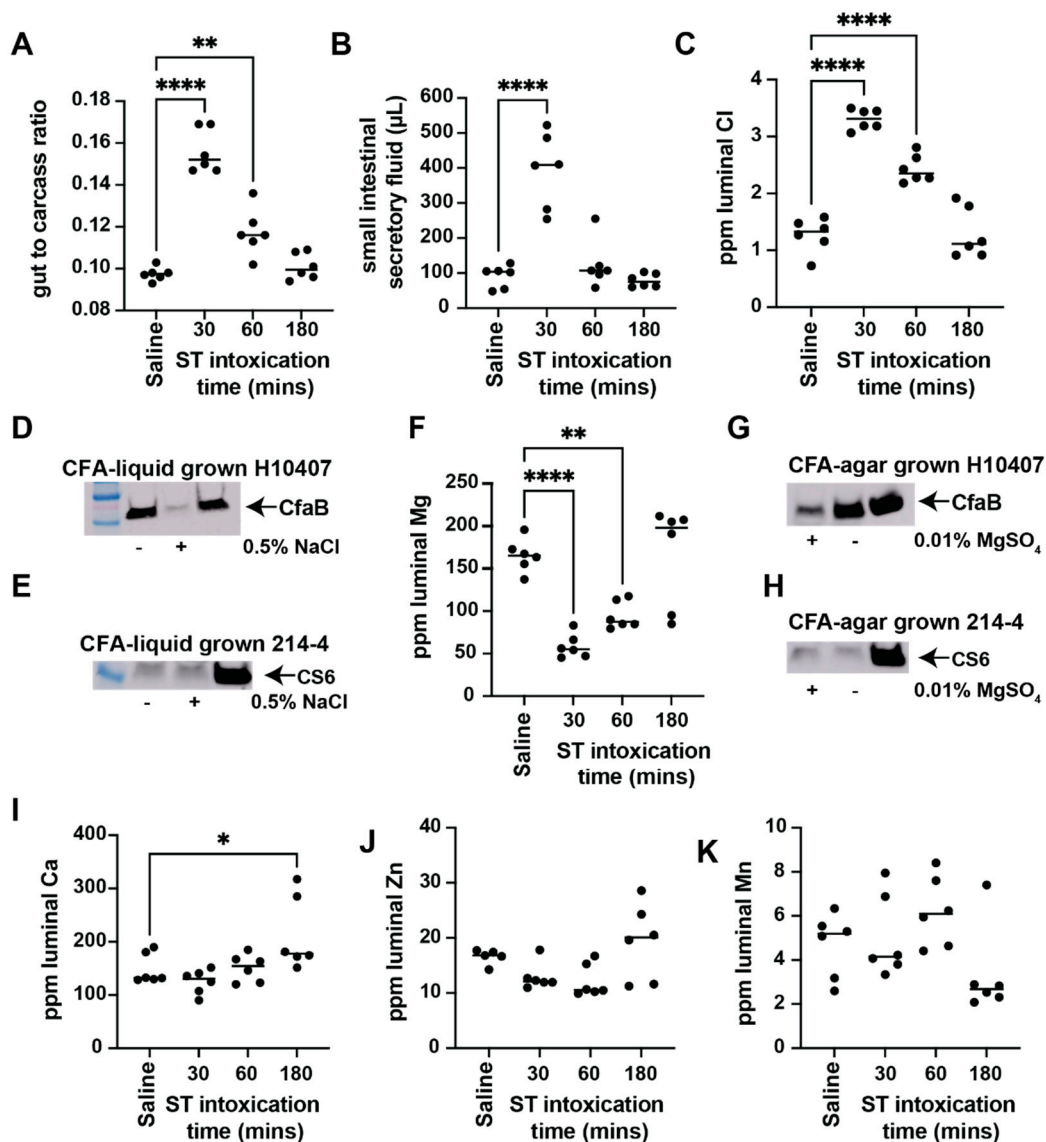 A
**
****
gut to carcass ratio
0.18
0.16
0.14
0.12
0.10
0.08
Saline
30
60
180
ST intoxication
time (mins)
B
****
small intestinal
secretory fluid (µL)
600
500
400
300
200
100
0
Saline
30
60
180
ST intoxication
time (mins)
C
****
****
ppm luminal Cl
4
3
2
1
0
Saline
30
60
180
ST intoxication
time (mins)
D
CFA-liquid grown H10407
CfaB
- + 0.5% NaCl
E
CFA-liquid grown 214-4
CS6
- + 0.5% NaCl
F
**
****
ppm luminal Mg
250
200
150
100
50
0
Saline
30
60
180
ST intoxication
time (mins)
G
CFA-agar grown H10407
CfaB
+ - 0.01% MgSO₄
H
CFA-agar grown 214-4
CS6
+ - 0.01% MgSO₄
I
*
ppm luminal Ca
400
300
200
100
0
Saline
30
60
180
ST intoxication
time (mins)
J
ppm luminal Zn
40
30
20
10
0
Saline
30
60
180
ST intoxication
time (mins)
K
ppm luminal Mn
10
8
6
4
2
0
Saline
30
60
180
ST intoxication
time (mins)